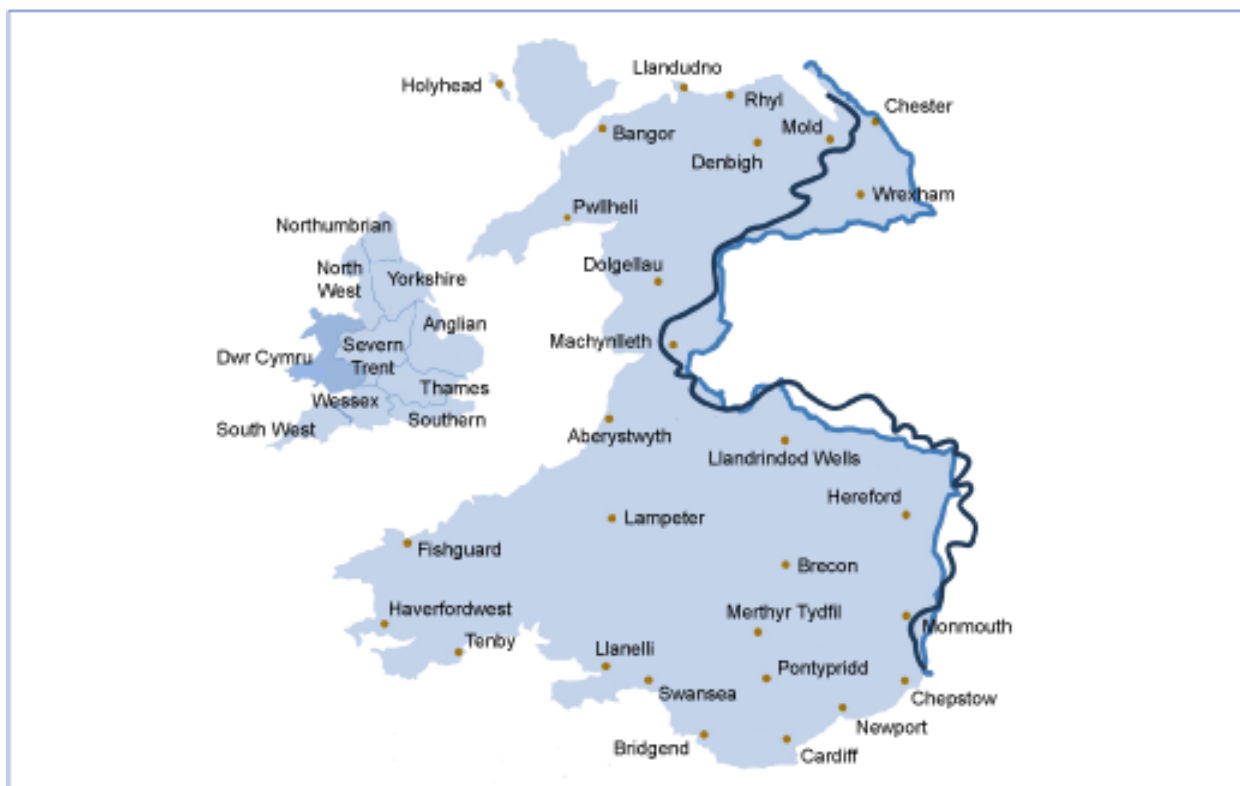 Llandudno
Holyhead
Rhyl
Chester
Mold
Bangor
Denbigh
Wrexham
Pwllheli
Northumbrian
North
West
Yorkshire
Dolgellau
Anglian
Machynlleth
Severn
Trent
Dwr Cymru
Thames
Wessex
Southern
South West
Aberystwyth
Llandrindod Wells
Hereford
Lampeter
Fishguard
Brecon
Haverfordwest
Merthyr Tydfil
Monmouth
Tenby
Llanelli
Pontypridd
Swansea
Chepstow
Newport
Bridgend
Cardiff